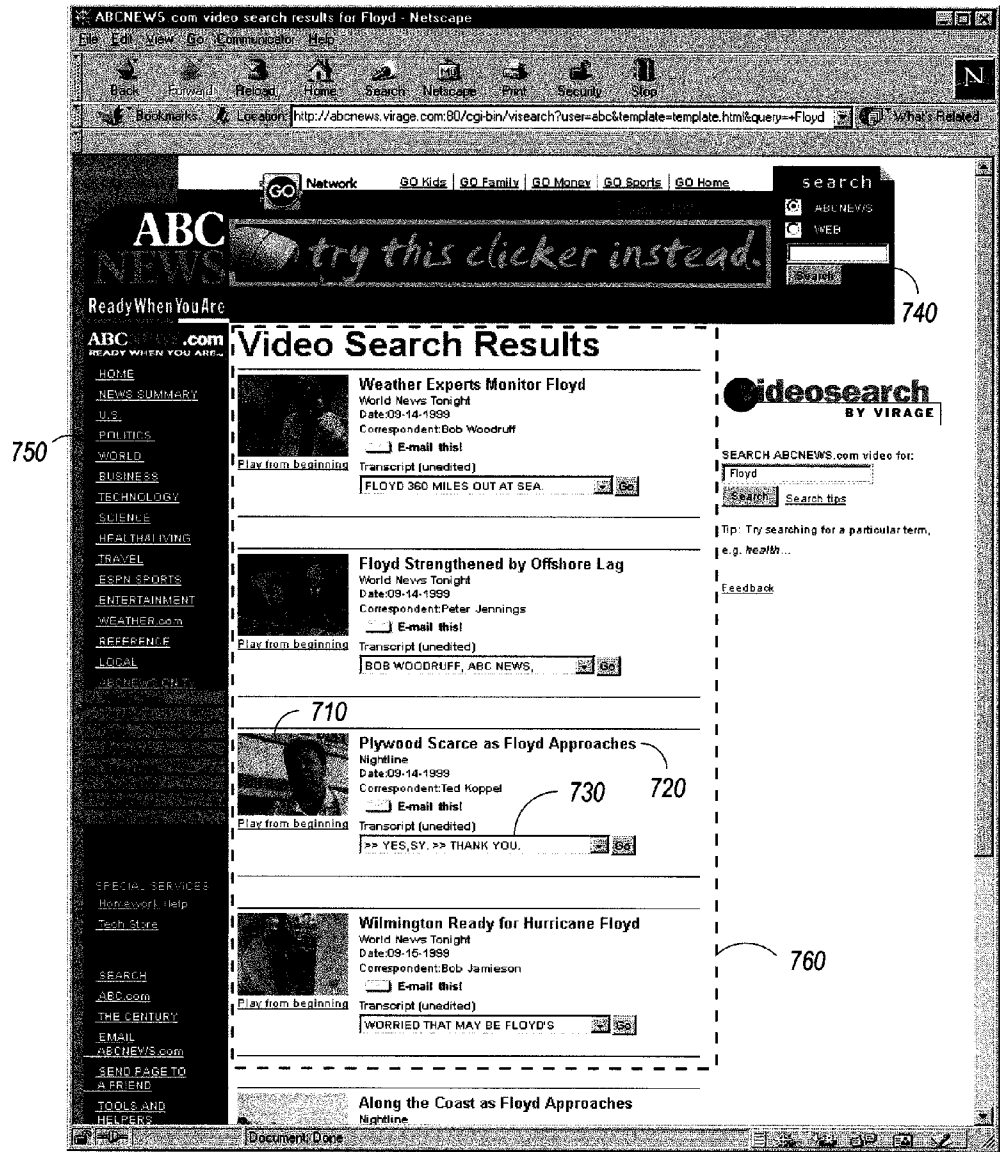 ABCNEWS.com video search results for Floyd - Netscape
File Edit View Go Communicator Help
Back Forward Reload Home Search Netscape Print Security Stop
Bookmarks Location: http://abcnews.virage.com:80/cgi-bin/visearch?user=abc&template=template.html&query=+Floyd What's Related
GO Network GO Kids GO Family GO Money GO Sports GO Home
search
ABCNEWS
WEB
Search
ABC
NEWS
Ready When You Are
try this clicker instead.
740
ABC .com
READY WHEN YOU ARE
HOME
NEWS SUMMARY
U.S.
POLITICS
WORLD
BUSINESS
TECHNOLOGY
SCIENCE
HEALTH&LIVING
TRAVEL
ESPN SPORTS
ENTERTAINMENT
WEATHER.com
REFERENCE
LOCAL
ABCNEWS ON TV
750
SPECIAL SERVICES
Homework Help
Tech Store
SEARCH
ABC.com
THE CENTURY
EMAIL
ABCNEWS.com
SEND PAGE TO
A FRIEND
TOOLS AND
HELPERS
Video Search Results
Weather Experts Monitor Floyd
World News Tonight
Date:09-14-1999
Correspondent:Bob Woodruff
E-mail this!
Play from beginning Transcript (unedited)
FLOYD 360 MILES OUT AT SEA. Go
Floyd Strengthened by Offshore Lag
World News Tonight
Date:09-14-1999
Correspondent:Peter Jennings
E-mail this!
Play from beginning Transcript (unedited)
BOB WOODRUFF, ABC NEWS, Go
710
Plywood Scarce as Floyd Approaches
720
Nightline
Date:09-14-1999
Correspondent:Ted Koppel
730
E-mail this!
Play from beginning Transcript (unedited)
>> YES,SY. >> THANK YOU. Go
Wilmington Ready for Hurricane Floyd
World News Tonight
Date:09-15-1999
Correspondent:Bob Jamieson
760
E-mail this!
Play from beginning Transcript (unedited)
WORRIED THAT MAY BE FLOYD'S Go
Along the Coast as Floyd Approaches
Nightline
videosearch
BY VIRAGE
SEARCH ABCNEWS.com video for:
Floyd
Search Search tips
Tip: Try searching for a particular term,
e.g. health...
Feedback
Document: Done